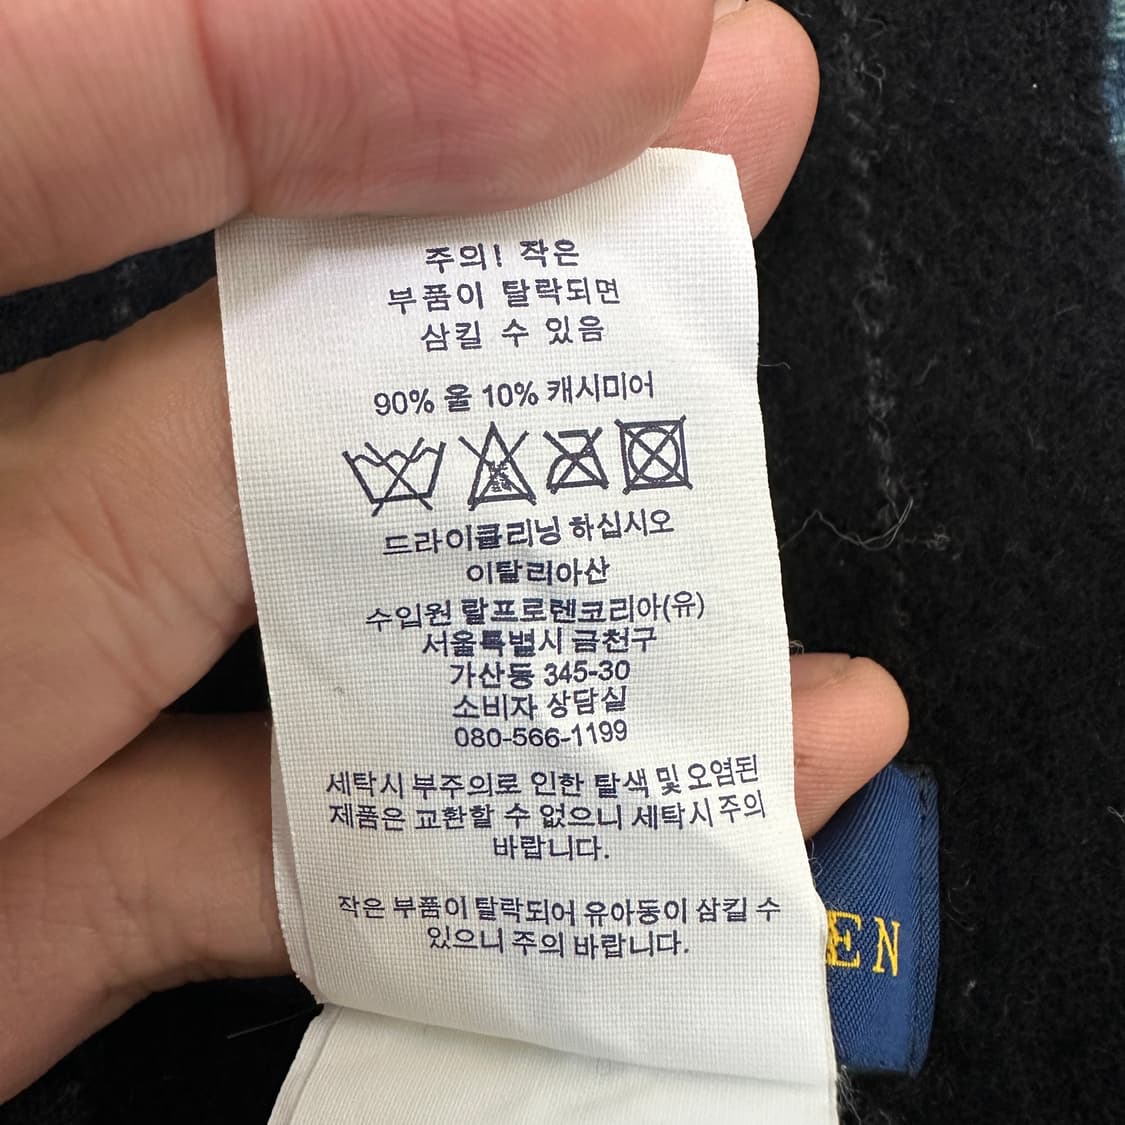 주의! 작은
부품이 탈락되면
삼킬 수 있음
90% 울 10% 캐시미어
드라이클리닝 하십시오
이탈리아산
수입원 랄프로렌코리아(유)
서울특별시 금천구
가산동 345-30
소비자 상담실
080-566-1199
세탁시 부주의로 인한 탈색 및 오염된
제품은 교환할 수 없으니 세탁시 주의
바랍니다.
작은 부품이 탈락되어 유아동이 삼킬 수
있으니 주의 바랍니다.
EN